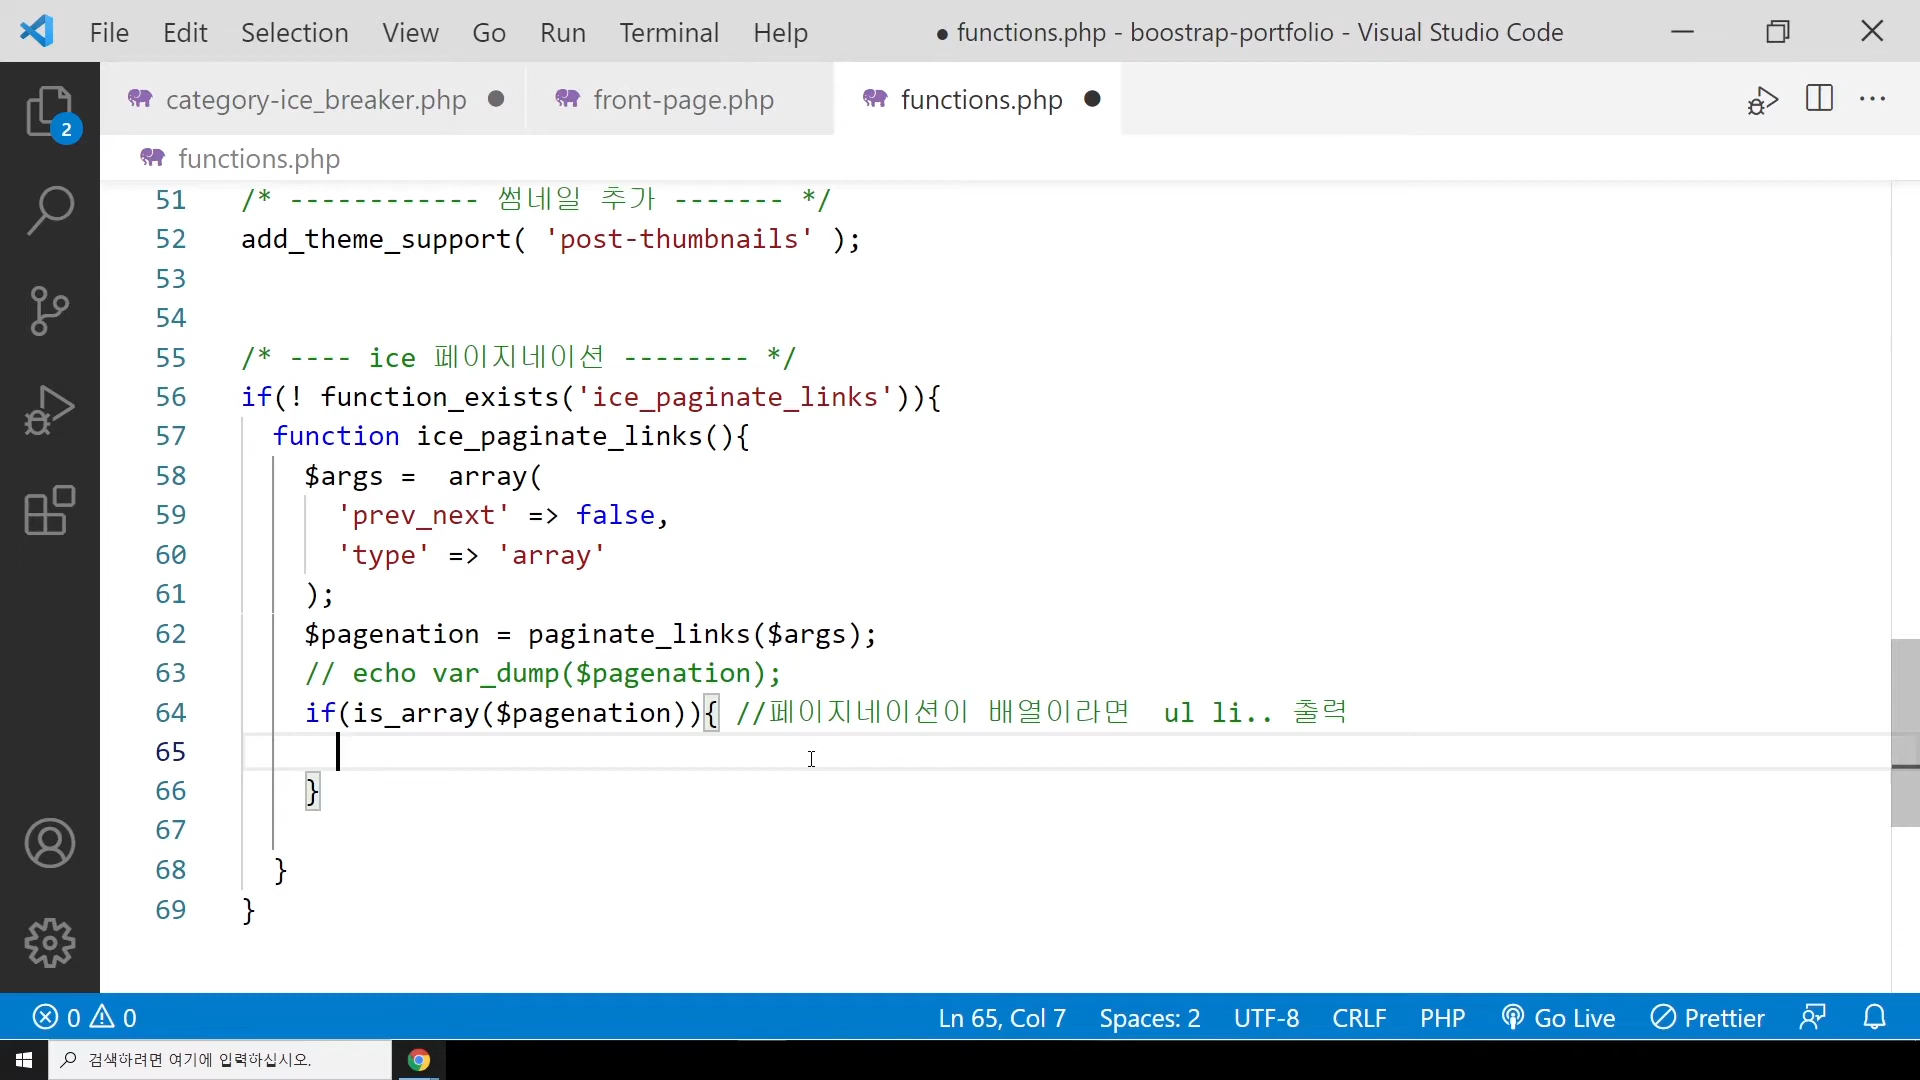 File Edit Selection View Go Run Terminal Help ● functions.php - boostrap-portfolio - Visual Studio Code
category-ice_breaker.php front-page.php functions.php
2
functions.php
51 /* ------------ 썸네일 추가 ------- */
52 add_theme_support( 'post-thumbnails' );
53
54
55 /* ---- ice 페이지네이션 -------- */
56 if(! function_exists('ice_paginate_links')){
57 function ice_paginate_links(){
58 $args =  array(
59 'prev_next' => false,
60 'type' => 'array'
61 );
62 $pagenation = paginate_links($args);
63 // echo var_dump($pagenation);
64 if(is_array($pagenation)){ //페이지네이션이 배열이라면  ul li.. 출력
65
66 }
67
68 }
69 }
0 0 Ln 65, Col 7 Spaces: 2 UTF-8 CRLF PHP Go Live Prettier
검색하려면 여기에 입력하십시오.